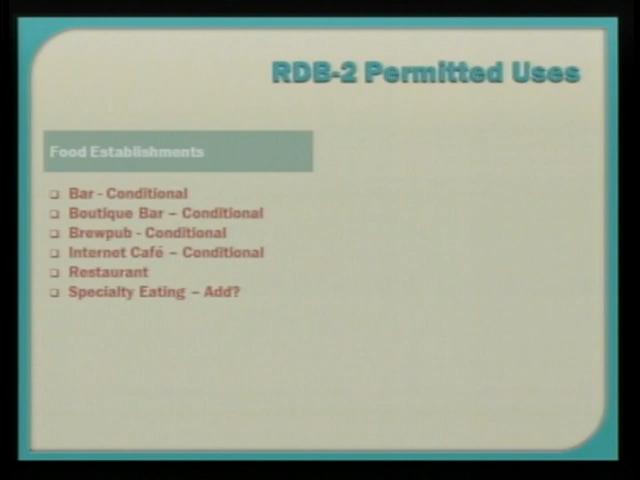 RDB-2 Permitted Uses
Food Establishments
Bar - Conditional
Boutique Bar – Conditional
Brewpub - Conditional
Internet Café – Conditional
Restaurant
Specialty Eating – Add?